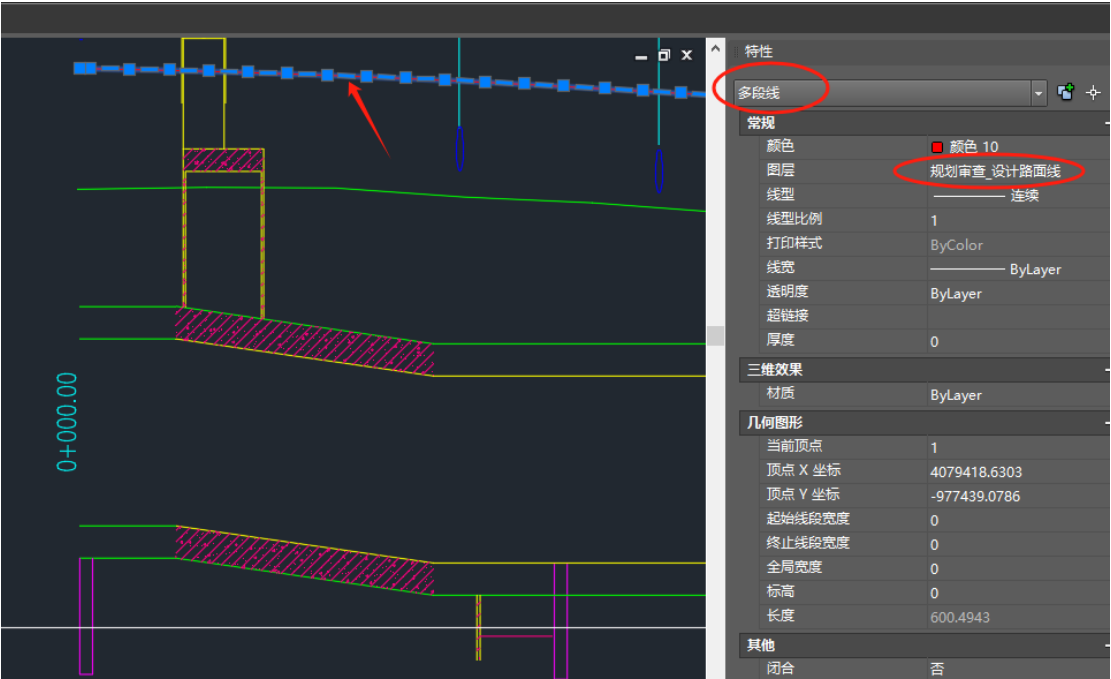 特性
多段线
常规
颜色 颜色 10
图层 规划审查_设计路面线
线型 连续
线型比例 1
打印样式 ByColor
线宽 ByLayer
透明度 ByLayer
超链接
厚度 0
三维效果
材质 ByLayer
几何图形
当前顶点 1
顶点 X 坐标 4079418.6303
顶点 Y 坐标 -977439.0786
起始线段宽度 0
终止线段宽度 0
全局宽度 0
标高 0
长度 600.4943
其他
闭合 否
0+000.00